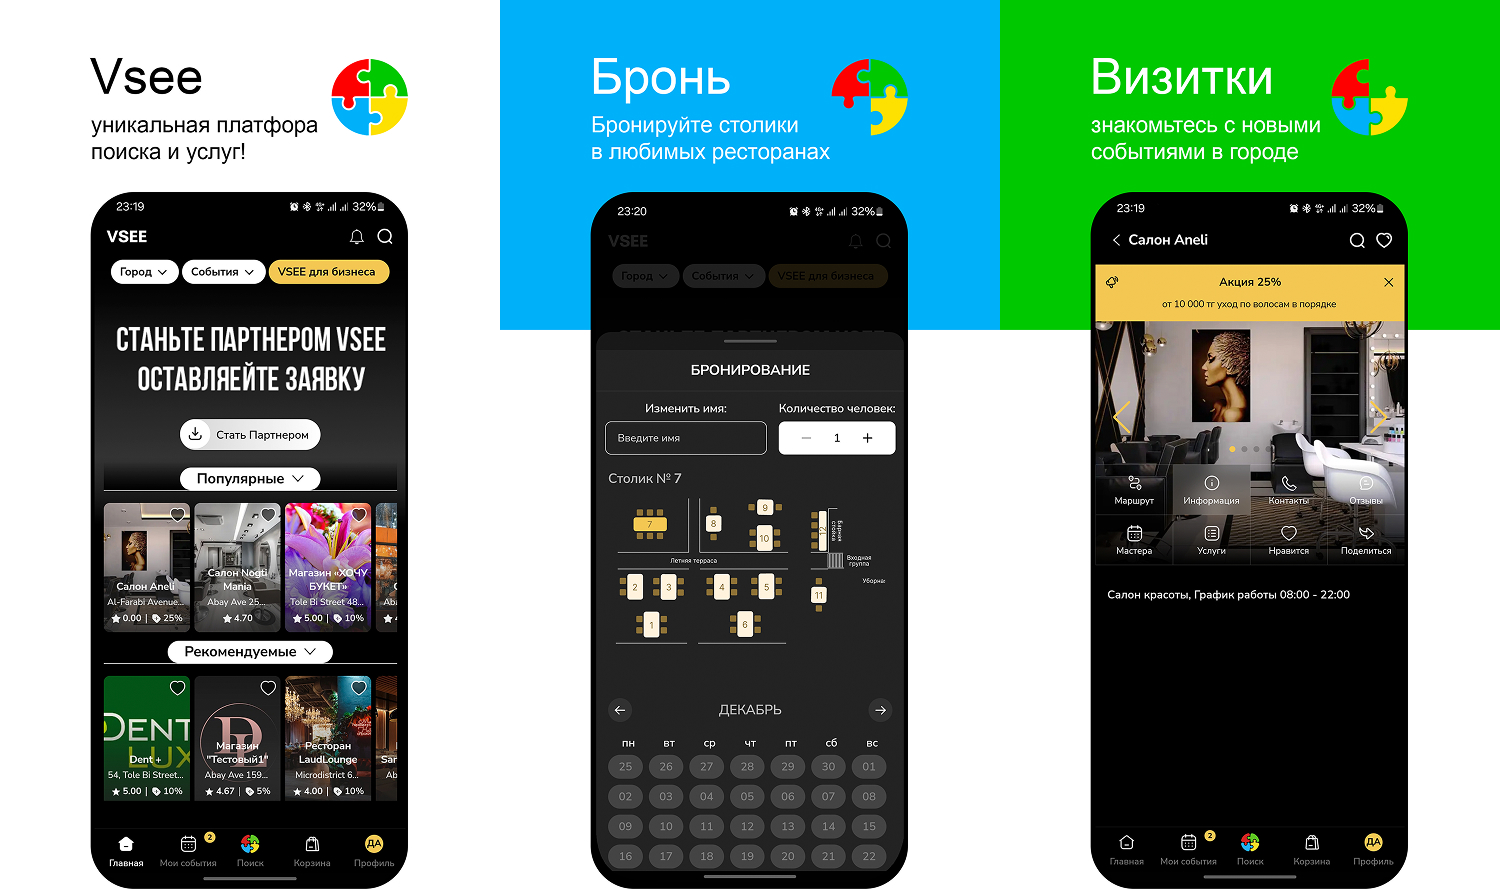 Vsee
уникальная платфора
поиска и услуг!
23:19
32%
VSEE
Город
События
VSEE для бизнеса
СТАНЬТЕ ПАРТНЕРОМ VSEE
ОСТАВЛЯЕЙТЕ ЗАЯВКУ
Стать Партнером
Популярные
Салон Aneli
Al-Farabi Avenue...
0.00 | 25%
Салон Nogti
Mania
Abay Ave 25...
4.70
Магазин «ХОЧУ
БУКЕТ»
Tole Bi Street 48...
5.00 | 10%
Рекомендуемые
DENT
LUX
Dent +
54, Tole Bi Street...
5.00 | 10%
Магазин
"Тестовый1"
Abay Ave 159...
4.67 | 5%
Ресторан
LaudLounge
Microdistrict 6...
4.00 | 10%
Главная
2
Мои события
Поиск
Корзина
ДА
Профиль
Бронь
Бронируйте столики
в любимых ресторанах
23:20
32%
VSEE
Город
События
VSEE для бизнеса
БРОНИРОВАНИЕ
Изменить имя:
Количество человек:
Введите имя
1
Столик № 7
7
8
9
10
12
Барная стойка
Летняя терраса
Входная
группа
Уборна:
2
3
4
5
11
1
6
ДЕКАБРЬ
пн вт ср чт пт сб вс
25 26 27 28 29 30 01
02 03 04 05 06 07 08
09 10 11 12 13 14 15
16 17 18 19 20 21 22
Визитки
знакомьтесь с новыми
событиями в городе
23:19
32%
Салон Aneli
Акция 25%
от 10 000 тг уход по волосам в порядке
Маршрут
Информация
Контакты
Отзывы
Мастера
Услуги
Нравится
Поделиться
Салон красоты, График работы 08:00 - 22:00
Главная
2
Мои события
Поиск
Корзина
ДА
Профиль